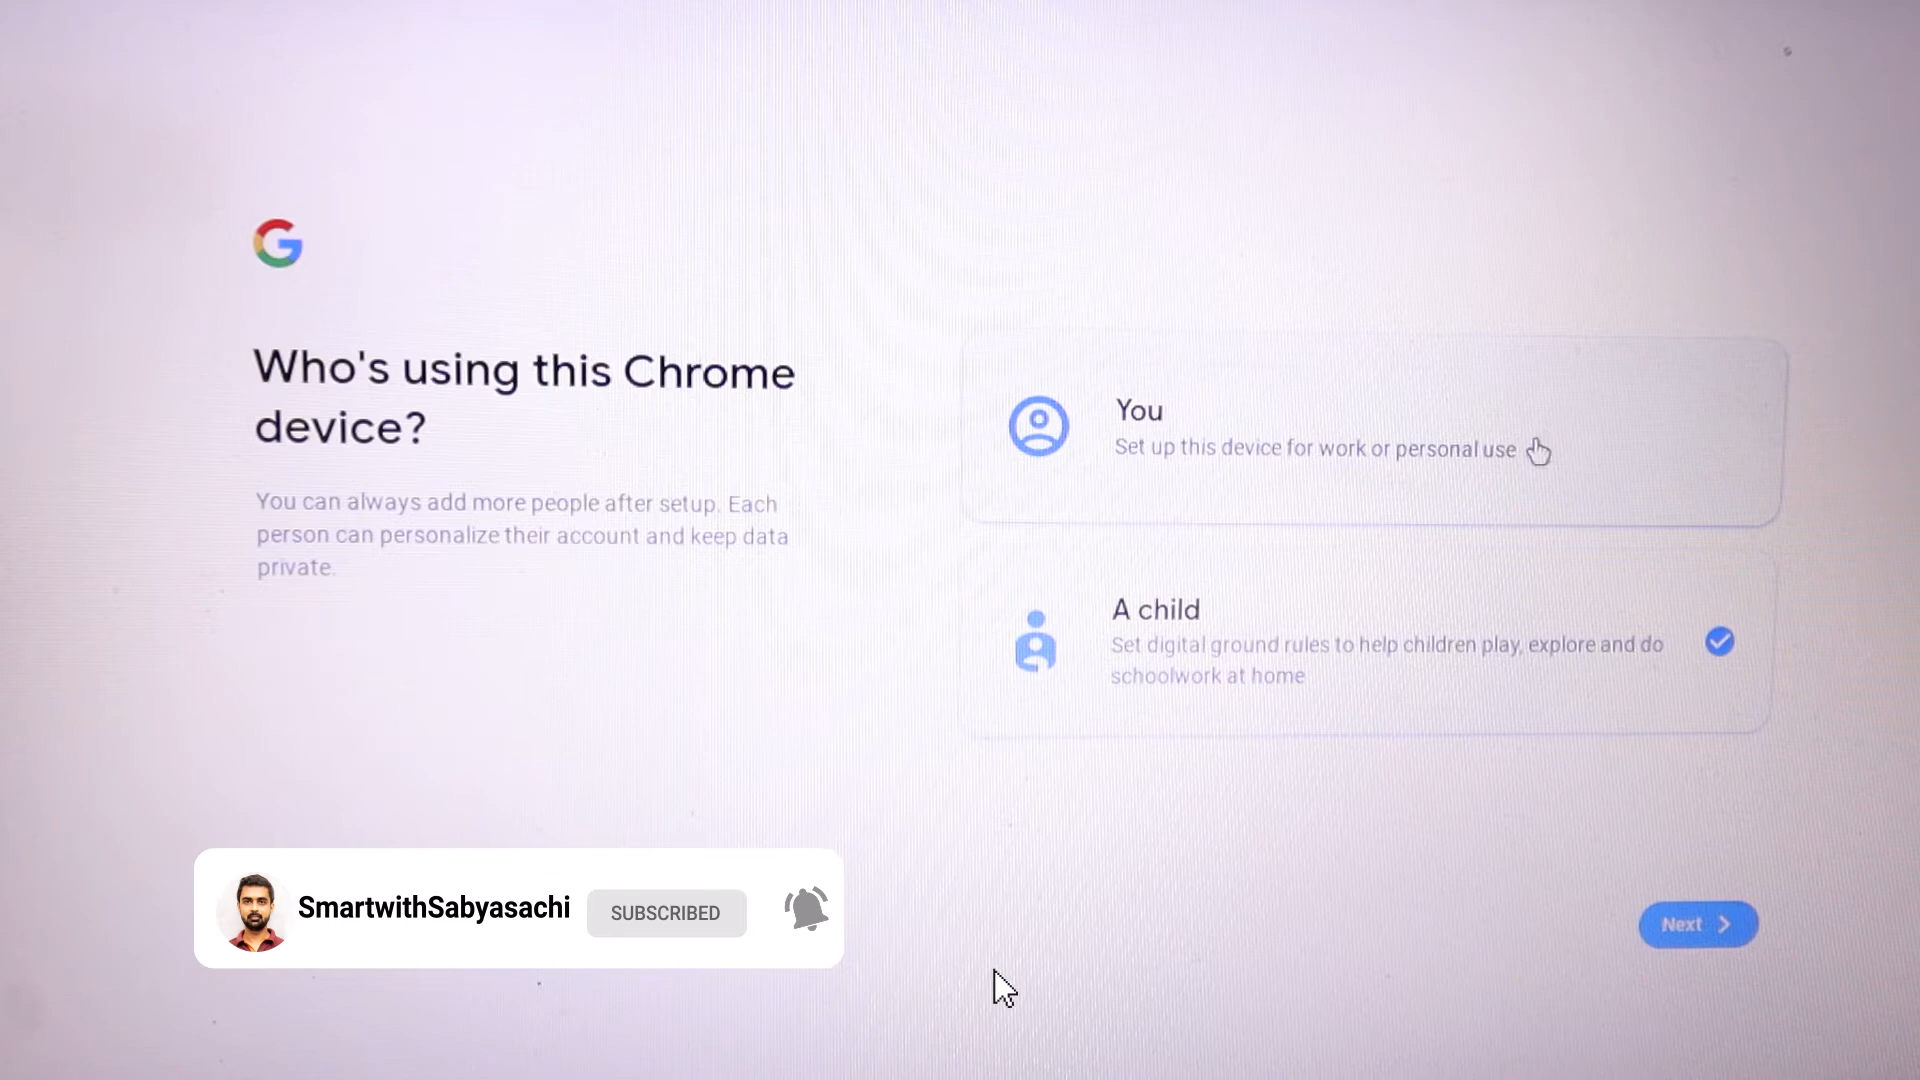 Who's using this Chrome
device?
You can always add more people after setup. Each
person can personalize their account and keep data
private.
You
Set up this device for work or personal use
A child
Set digital ground rules to help children play, explore and do
schoolwork at home
SmartwithSabyasachi
SUBSCRIBED
Next